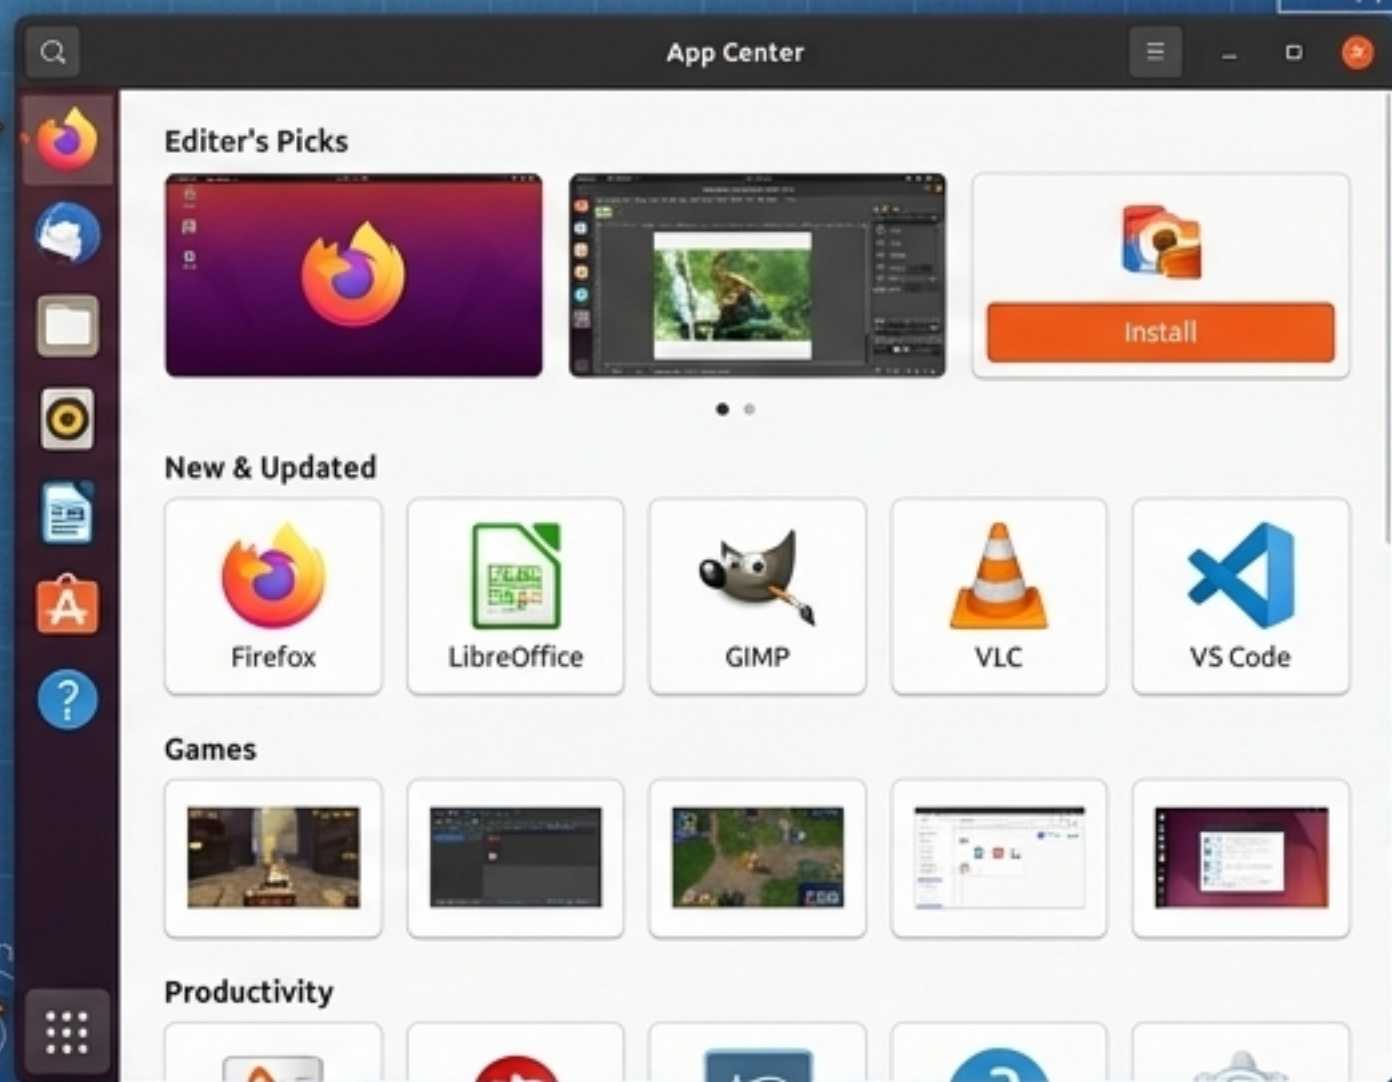 App Center
Editer's Picks
Install
New & Updated
Firefox
LibreOffice
GIMP
VLC
VS Code
Games
Productivity